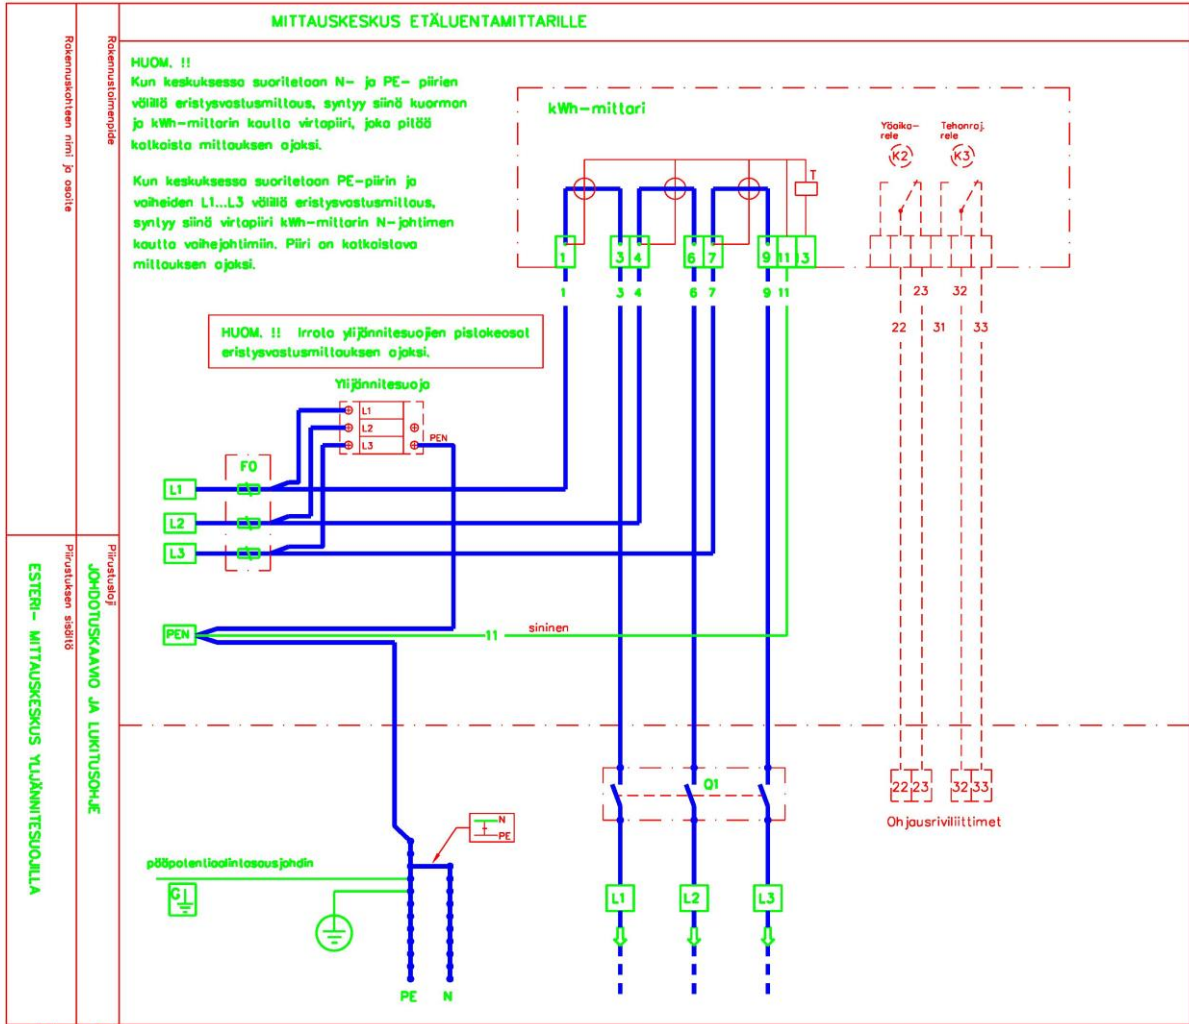 MITTAUSKESKUS ETÄLUENTAMITTARILLE
Rakennuskohteen nimi ja osoite
Rakennustoimenpide
HUOM. !!
Kun keskuksessa suoritetaan N- ja PE- piirien
välillä eristysvastusmittaus, syntyy siinä kuorman
ja kWh-mittarin kautta virtapiiri, joka pitää
katkaista mittauksen ajaksi.
Kun keskuksessa suoritetaan PE-piirin ja
vaiheiden L1...L3 välillä eristysvastusmittaus,
syntyy siinä virtapiiri kWh-mittarin N-johtimen
kautta vaihejohtimiin. Piiri on katkaistava
mittauksen ajaksi.
kWh-mittari
Yöaika-
rele
K2
Tehonraj.
rele
K3
T
1 3 4 6 7 9 11 13
1 3 4 6 7 9 11
23 32
22 31 33
HUOM. !! Irrota ylijännitesuojien pistokeosat
eristysvastusmittauksen ajaksi.
Ylijännitesuoja
L1
L2
L3
PEN
F0
L1
L2
L3
PEN
11
sininen
Piirustuslaji
JOHDOTUSKAAVIO JA LUKITUSOHJE
Piirustuksen sisältö
ESTERI- MITTAUSKESKUS YLIJÄNNITESUOJILLA
Q1
22 23 32 33
Ohjausriviliittimet
N
PE
pääpotentiaalintasausjohdin
G
L1 L2 L3
PE N